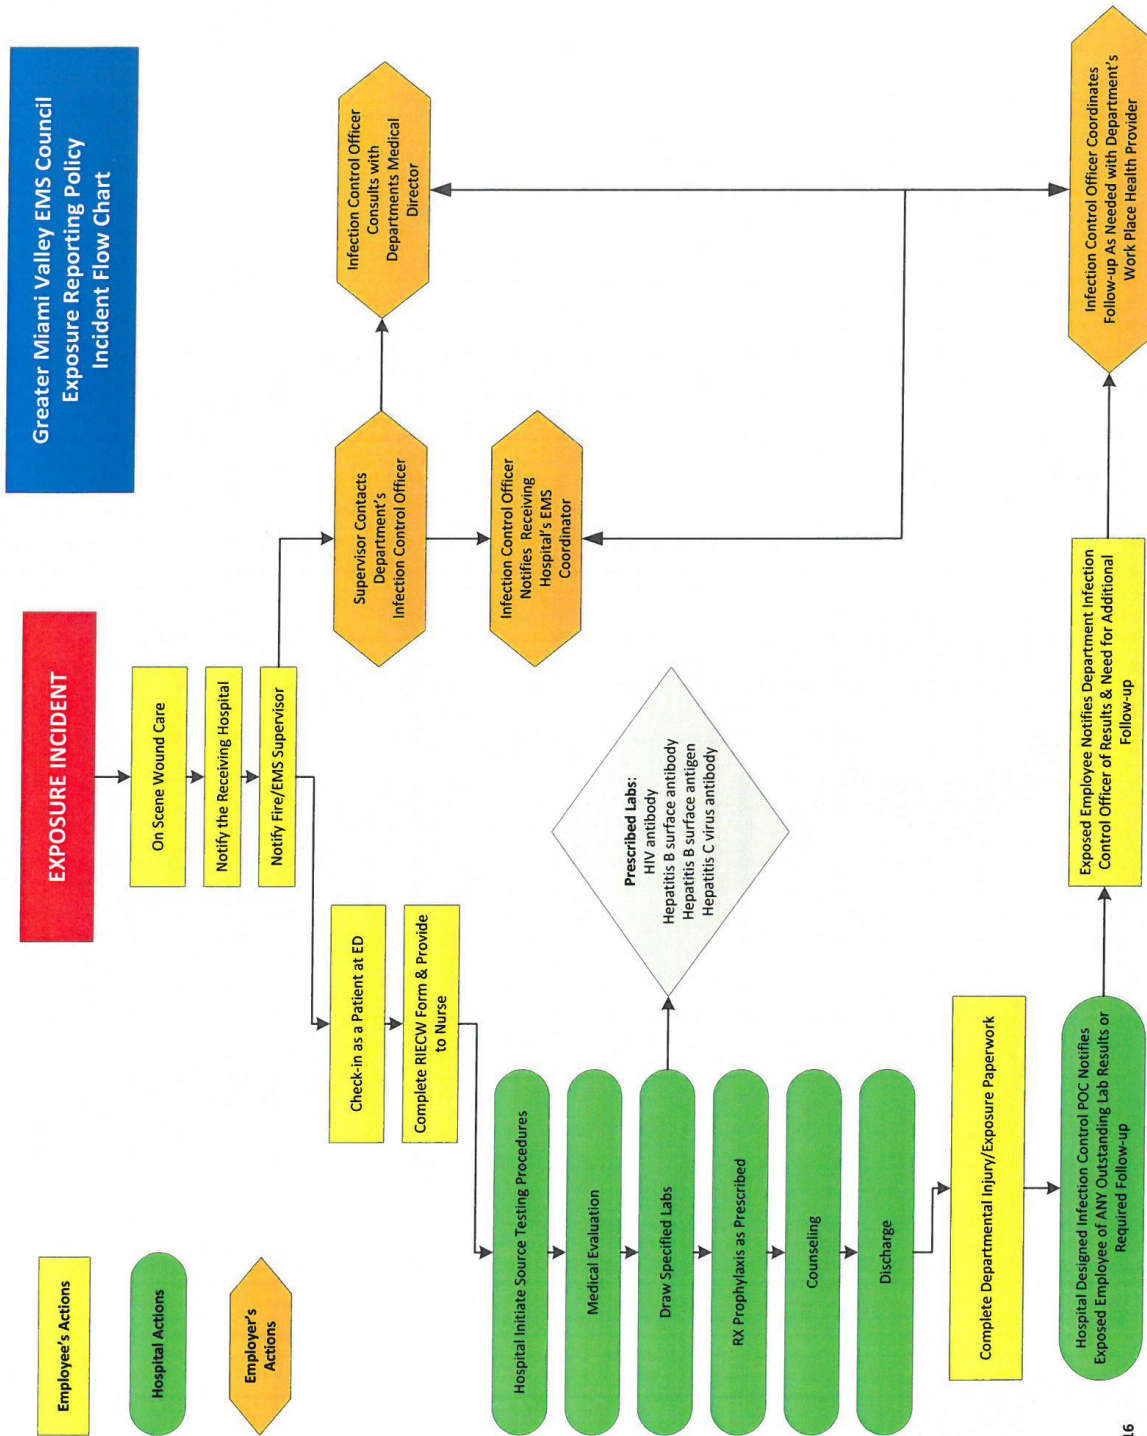 Greater Miami Valley EMS Council
Exposure Reporting Policy
Incident Flow Chart
Employee's Actions
Hospital Actions
Employer's
Actions
EXPOSURE INCIDENT
On Scene Wound Care
Notify the Receiving Hospital
Notify Fire/EMS Supervisor
Supervisor Contacts
Department's
Infection Control Officer
Infection Control Officer
Consults with
Departments Medical
Director
Infection Control Officer
Notifies Receiving
Hospital's EMS
Coordinator
Check-in as a Patient at ED
Complete RIECW Form & Provide
to Nurse
Hospital Initiate Source Testing Procedures
Medical Evaluation
Draw Specified Labs
Prescribed Labs:
HIV antibody
Hepatitis B surface antibody
Hepatitis B surface antigen
Hepatitis C virus antibody
RX Prophylaxis as Prescribed
Counseling
Discharge
Complete Departmental Injury/Exposure Paperwork
Hospital Designed Infection Control POC Notifies
Exposed Employee of ANY Outstanding Lab Results or
Required Follow-up
Exposed Employee Notifies Department Infection
Control Officer of Results & Need for Additional
Follow-up
Infection Control Officer Coordinates
Follow-up As Needed with Department's
Work Place Health Provider
16